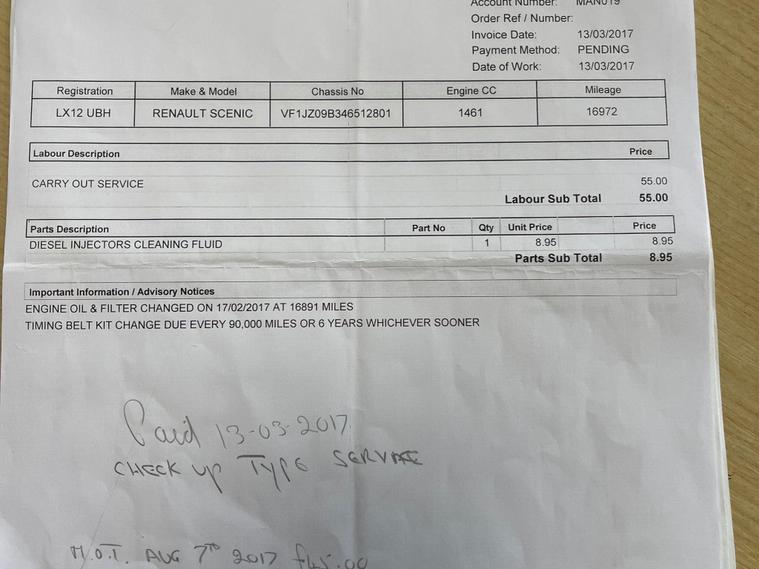 Account Number: MAN019
Order Ref / Number:
Invoice Date: 13/03/2017
Payment Method: PENDING
Date of Work: 13/03/2017
Registration Make & Model Chassis No Engine CC Mileage
LX12 UBH RENAULT SCENIC VF1JZ09B346512801 1461 16972
Labour Description Price
CARRY OUT SERVICE 55.00
Labour Sub Total 55.00
Parts Description Part No Qty Unit Price Price
DIESEL INJECTORS CLEANING FLUID 1 8.95 8.95
Parts Sub Total 8.95
Important Information / Advisory Notices
ENGINE OIL & FILTER CHANGED ON 17/02/2017 AT 16891 MILES
TIMING BELT KIT CHANGE DUE EVERY 90,000 MILES OR 6 YEARS WHICHEVER SOONER
Paid 13-03-2017
CHECK UP TYPE SERVICE
M.O.T. AUG 7TH 2017 £45.00